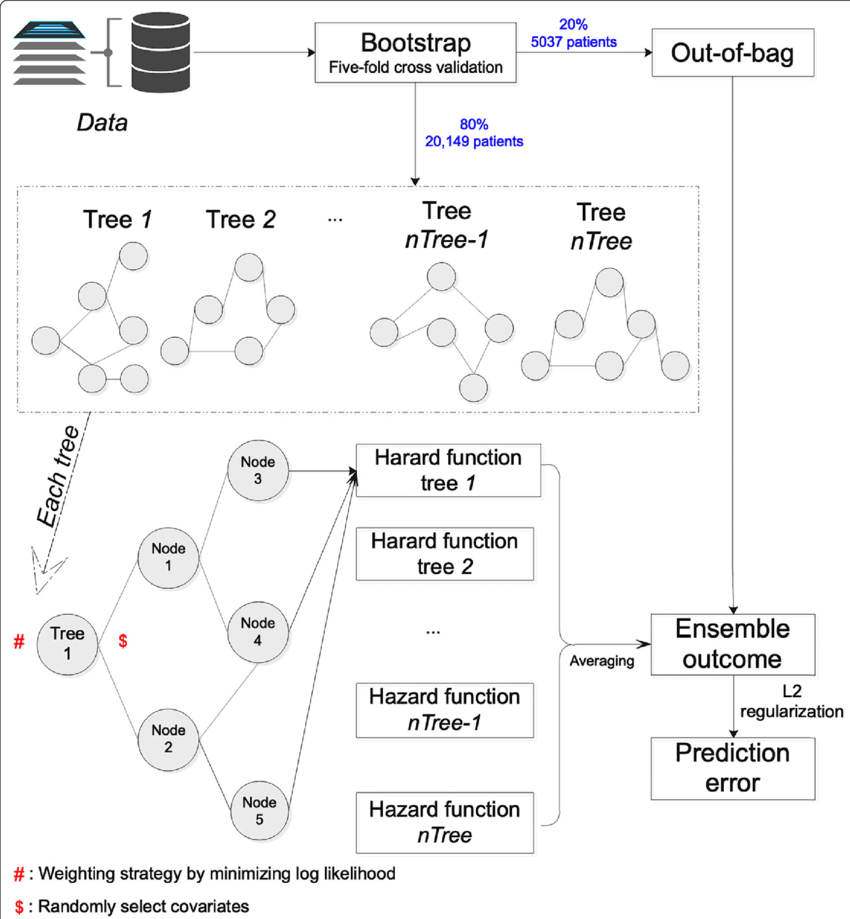 Data
Bootstrap
Five-fold cross validation
20%
5037 patients
Out-of-bag
80%
20,149 patients
Tree 1
Tree 2
...
Tree
nTree-1
Tree
nTree
Each tree
Node
3
Node
1
Tree
1
Node
4
Node
2
Node
5
#
$
Harard function
tree 1
Harard function
tree 2
...
Hazard function
nTree-1
Hazard function
nTree
Averaging
Ensemble
outcome
L2
regularization
Prediction
error
# : Weighting strategy by minimizing log likelihood
$ : Randomly select covariates